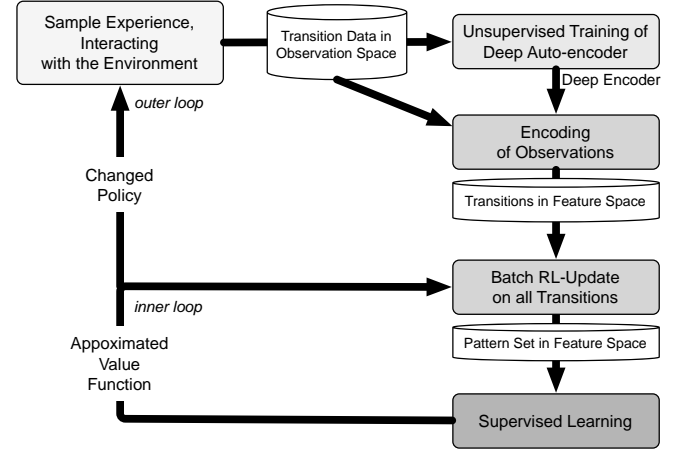 Sample Experience,
Interacting
with the Environment
Transition Data in
Observation Space
Unsupervised Training of
Deep Auto-encoder
Deep Encoder
outer loop
Encoding
of Observations
Changed
Policy
Transitions in Feature Space
Batch RL-Update
on all Transitions
inner loop
Appoximated
Value
Function
Pattern Set in Feature Space
Supervised Learning